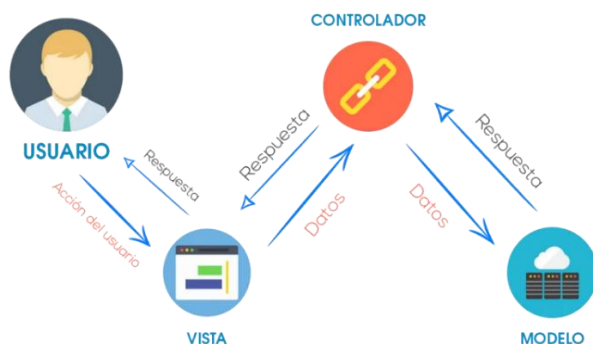 CONTROLADOR
USUARIO
Respuesta
Acción del usuario
Respuesta
Datos
Datos
Respuesta
VISTA
MODELO